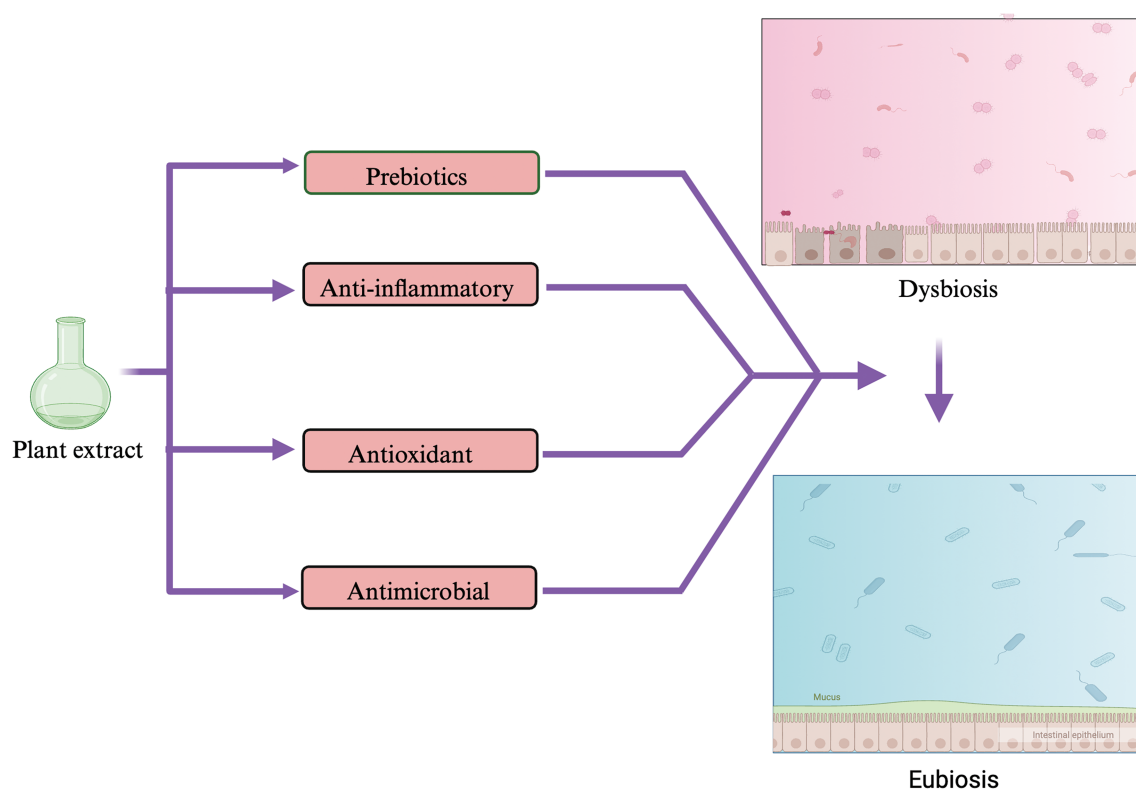 Prebiotics
Anti-inflammatory
Dysbiosis
Plant extract
Antioxidant
Antimicrobial
Mucus
Intestinal epithelium
Eubiosis